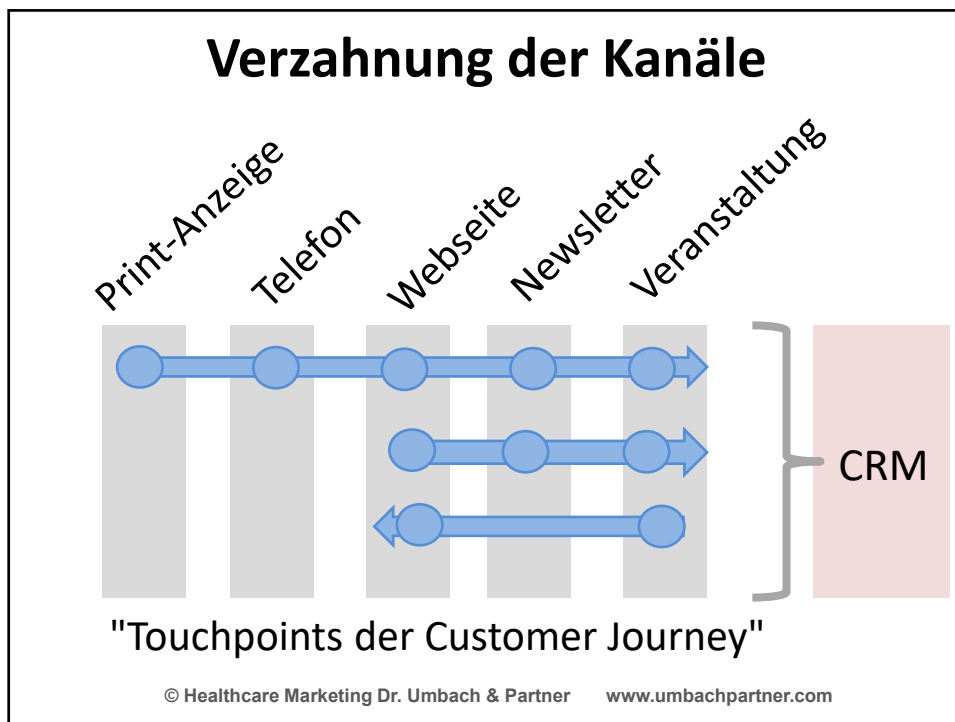 Verzahnung der Kanäle
Print-Anzeige
Telefon
Webseite
Newsletter
Veranstaltung
CRM
"Touchpoints der Customer Journey"
© Healthcare Marketing Dr. Umbach & Partner www.umbachpartner.com